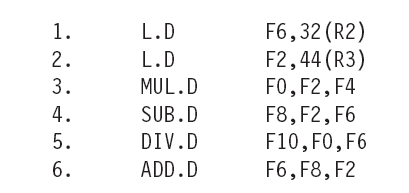 1. L.D F6,32(R2)
2. L.D F2,44(R3)
3. MUL.D F0,F2,F4
4. SUB.D F8,F2,F6
5. DIV.D F10,F0,F6
6. ADD.D F6,F8,F2